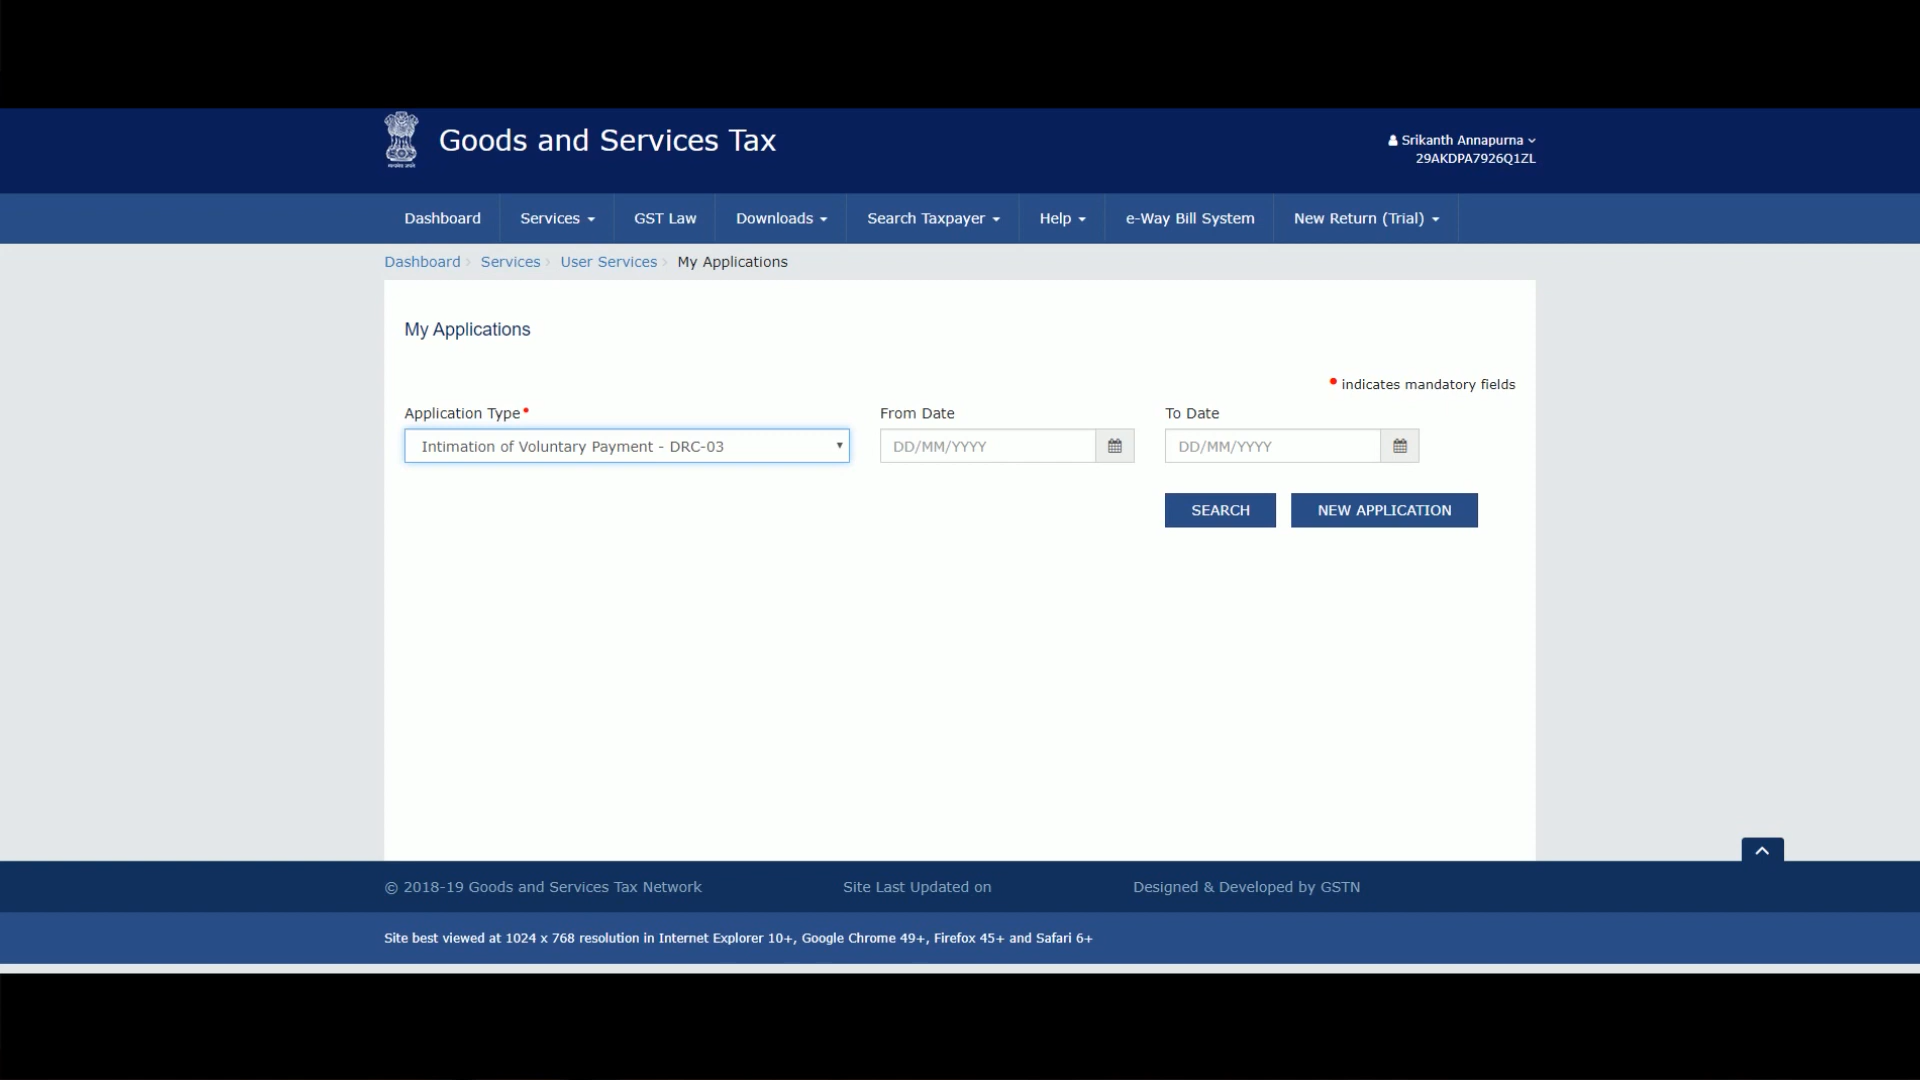 Goods and Services Tax
Srikanth Annapurna
29AKDPA7926Q1ZL
Dashboard Services GST Law Downloads Search Taxpayer Help e-Way Bill System New Return (Trial)
Dashboard Services User Services My Applications
My Applications
indicates mandatory fields
Application Type From Date To Date
Intimation of Voluntary Payment - DRC-03 DD/MM/YYYY DD/MM/YYYY
SEARCH NEW APPLICATION
© 2018-19 Goods and Services Tax Network Site Last Updated on Designed & Developed by GSTN
Site best viewed at 1024 x 768 resolution in Internet Explorer 10+, Google Chrome 49+, Firefox 45+ and Safari 6+